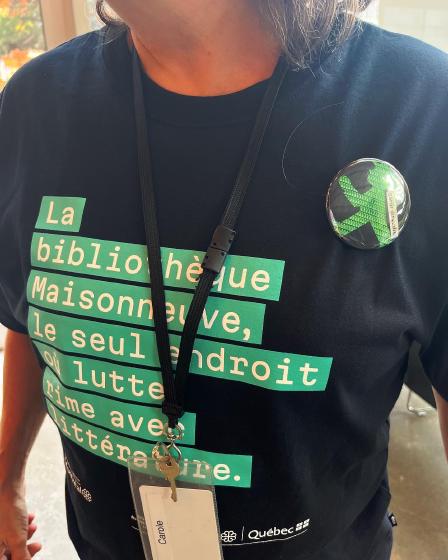 La
bibliothèque
Maisonneuve,
le seul endroit
où lutte
rime avec
littérature.
Carole
Québec